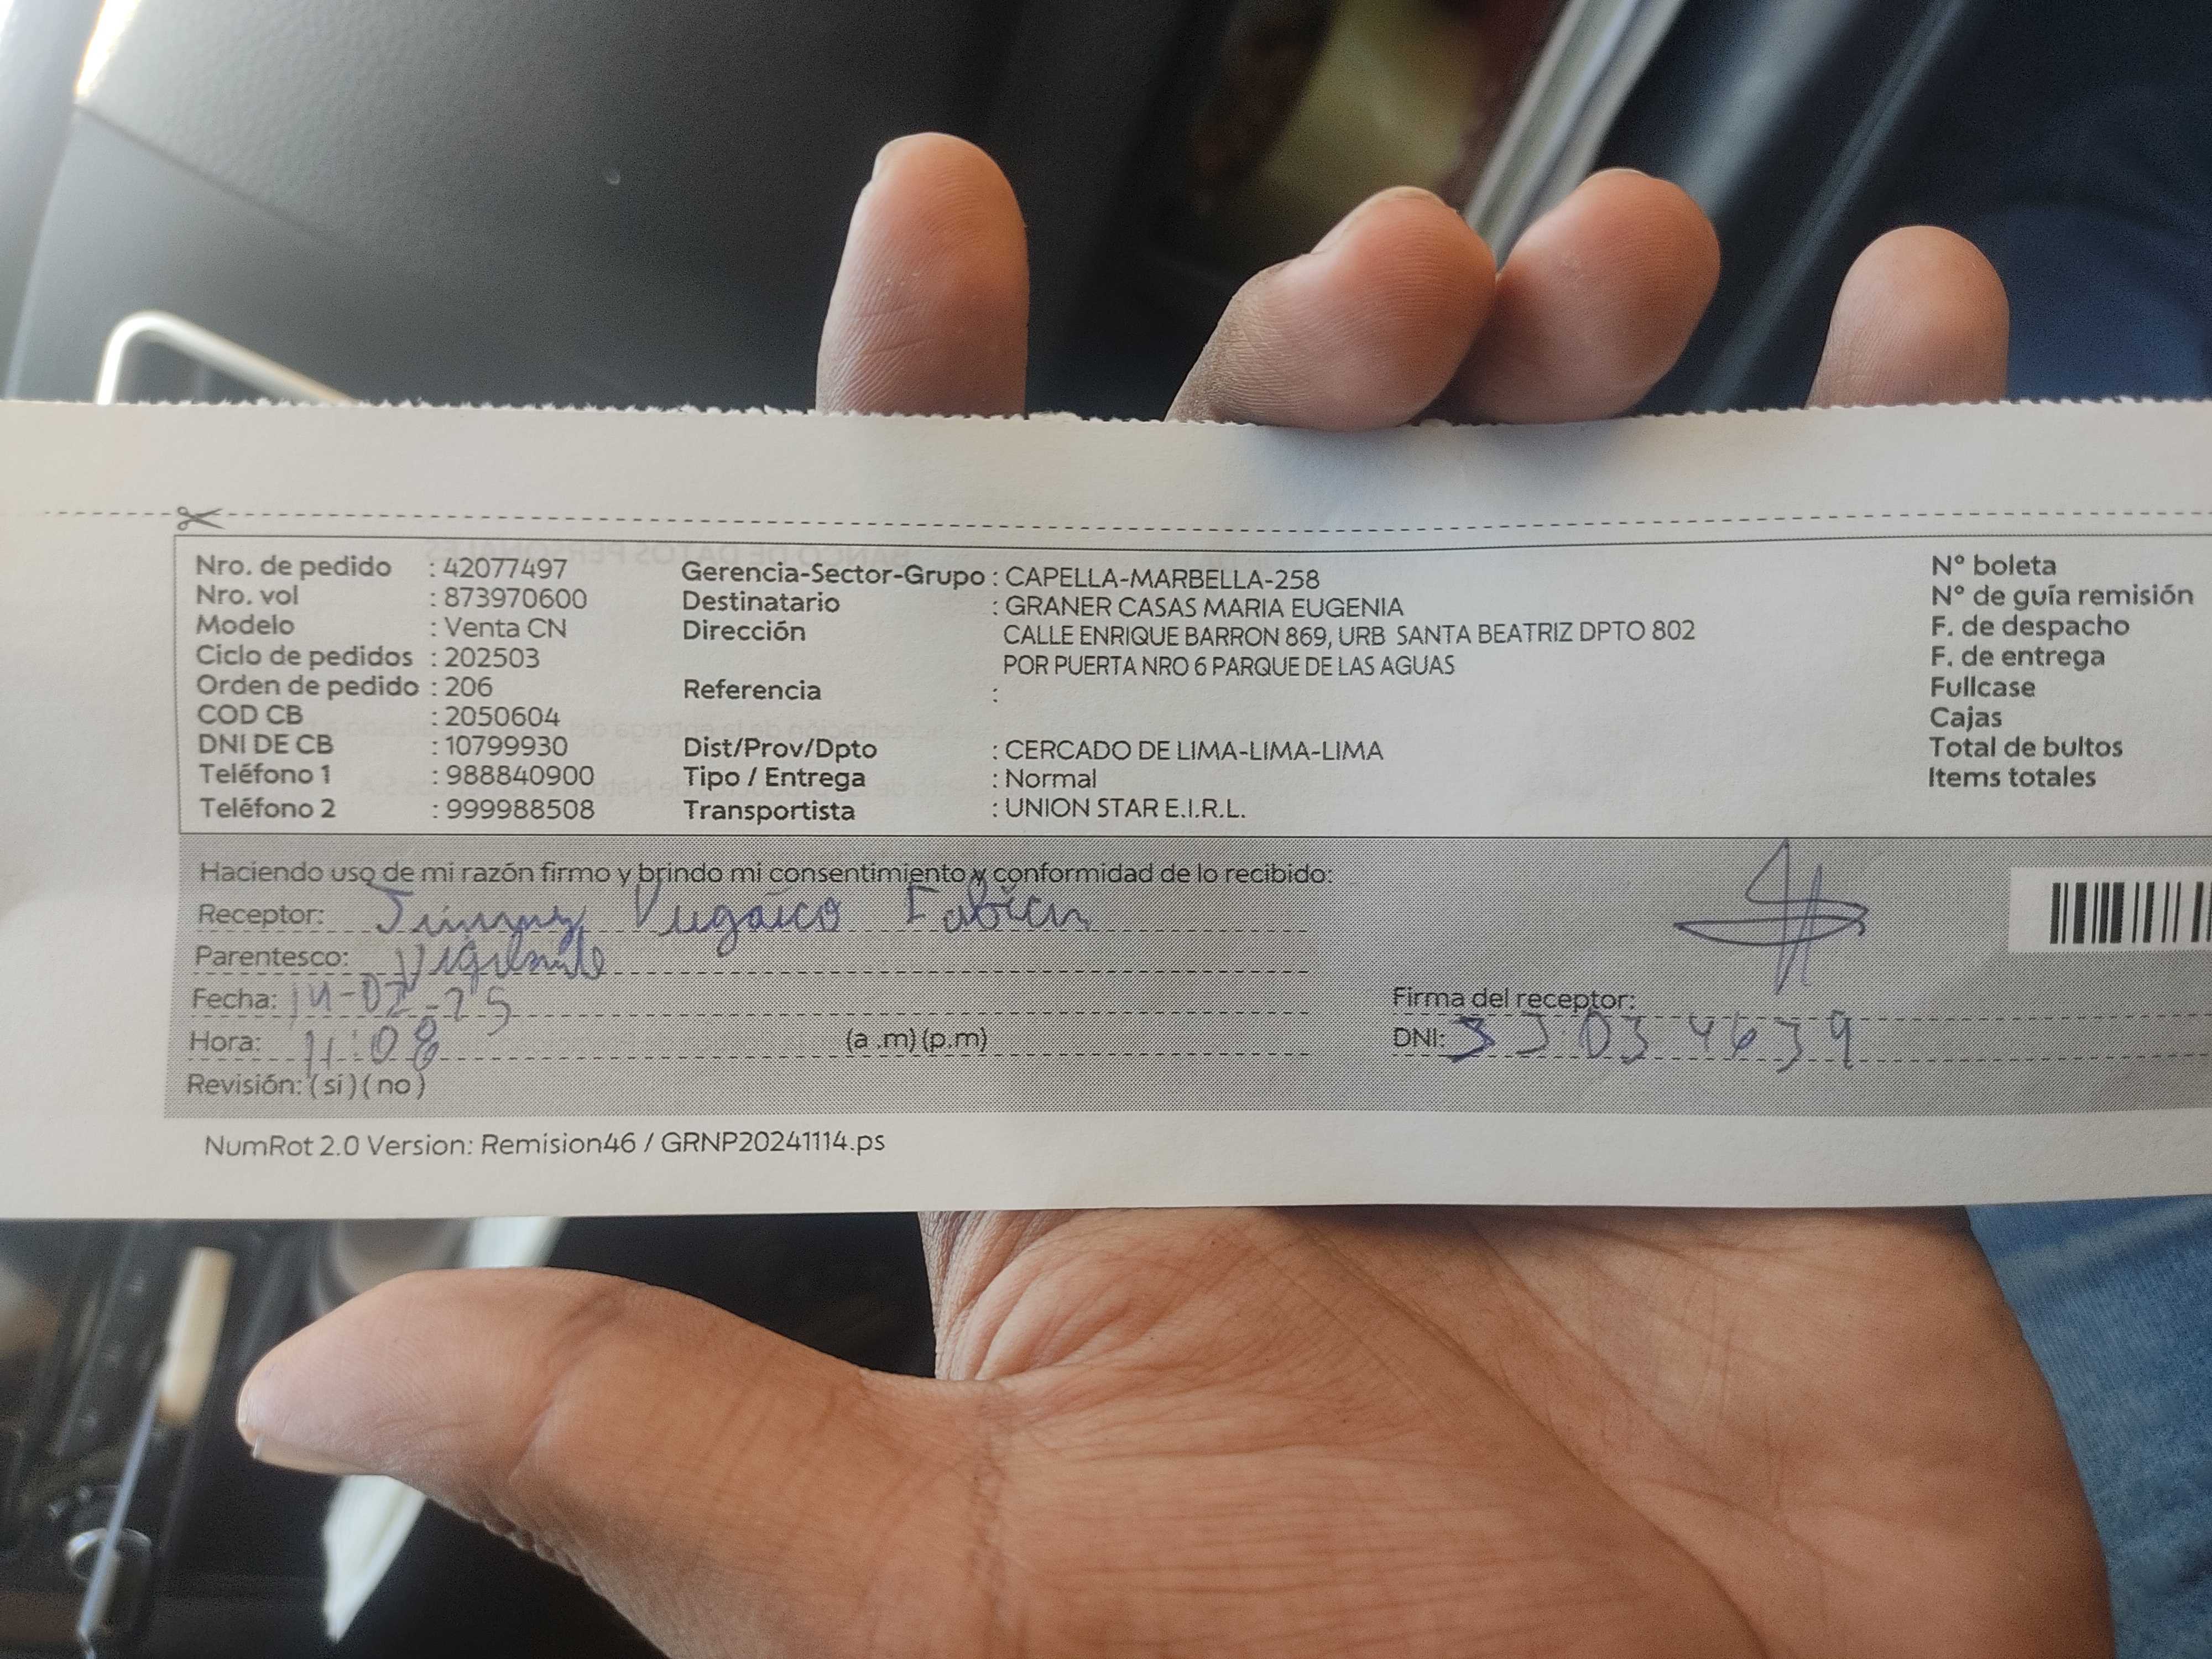 Nro. de pedido : 42077497
Nro. vol : 873970600
Modelo : Venta CN
Ciclo de pedidos : 202503
Orden de pedido : 206
COD CB : 2050604
DNI DE CB : 10799930
Teléfono 1 : 988840900
Teléfono 2 : 999988508
Gerencia-Sector-Grupo : CAPELLA-MARBELLA-258
Destinatario : GRANER CASAS MARIA EUGENIA
Dirección CALLE ENRIQUE BARRON 869, URB SANTA BEATRIZ DPTO 802
POR PUERTA NRO 6 PARQUE DE LAS AGUAS
Referencia :
Dist/Prov/Dpto : CERCADO DE LIMA-LIMA-LIMA
Tipo / Entrega : Normal
Transportista : UNION STAR E.I.R.L.
N° boleta
N° de guía remisión
F. de despacho
F. de entrega
Fullcase
Cajas
Total de bultos
Items totales
Haciendo uso de mi razón firmo y brindo mi consentimiento y conformidad de lo recibido:
Receptor: Jimmy Fabian
Parentesco: Vigilante
Fecha: 14-02-25
Hora: 11:08 (a .m) (p.m)
Revisión: (si) (no)
Firma del receptor:
DNI:
NumRot 2.0 Version: Remision46 / GRNP20241114.ps